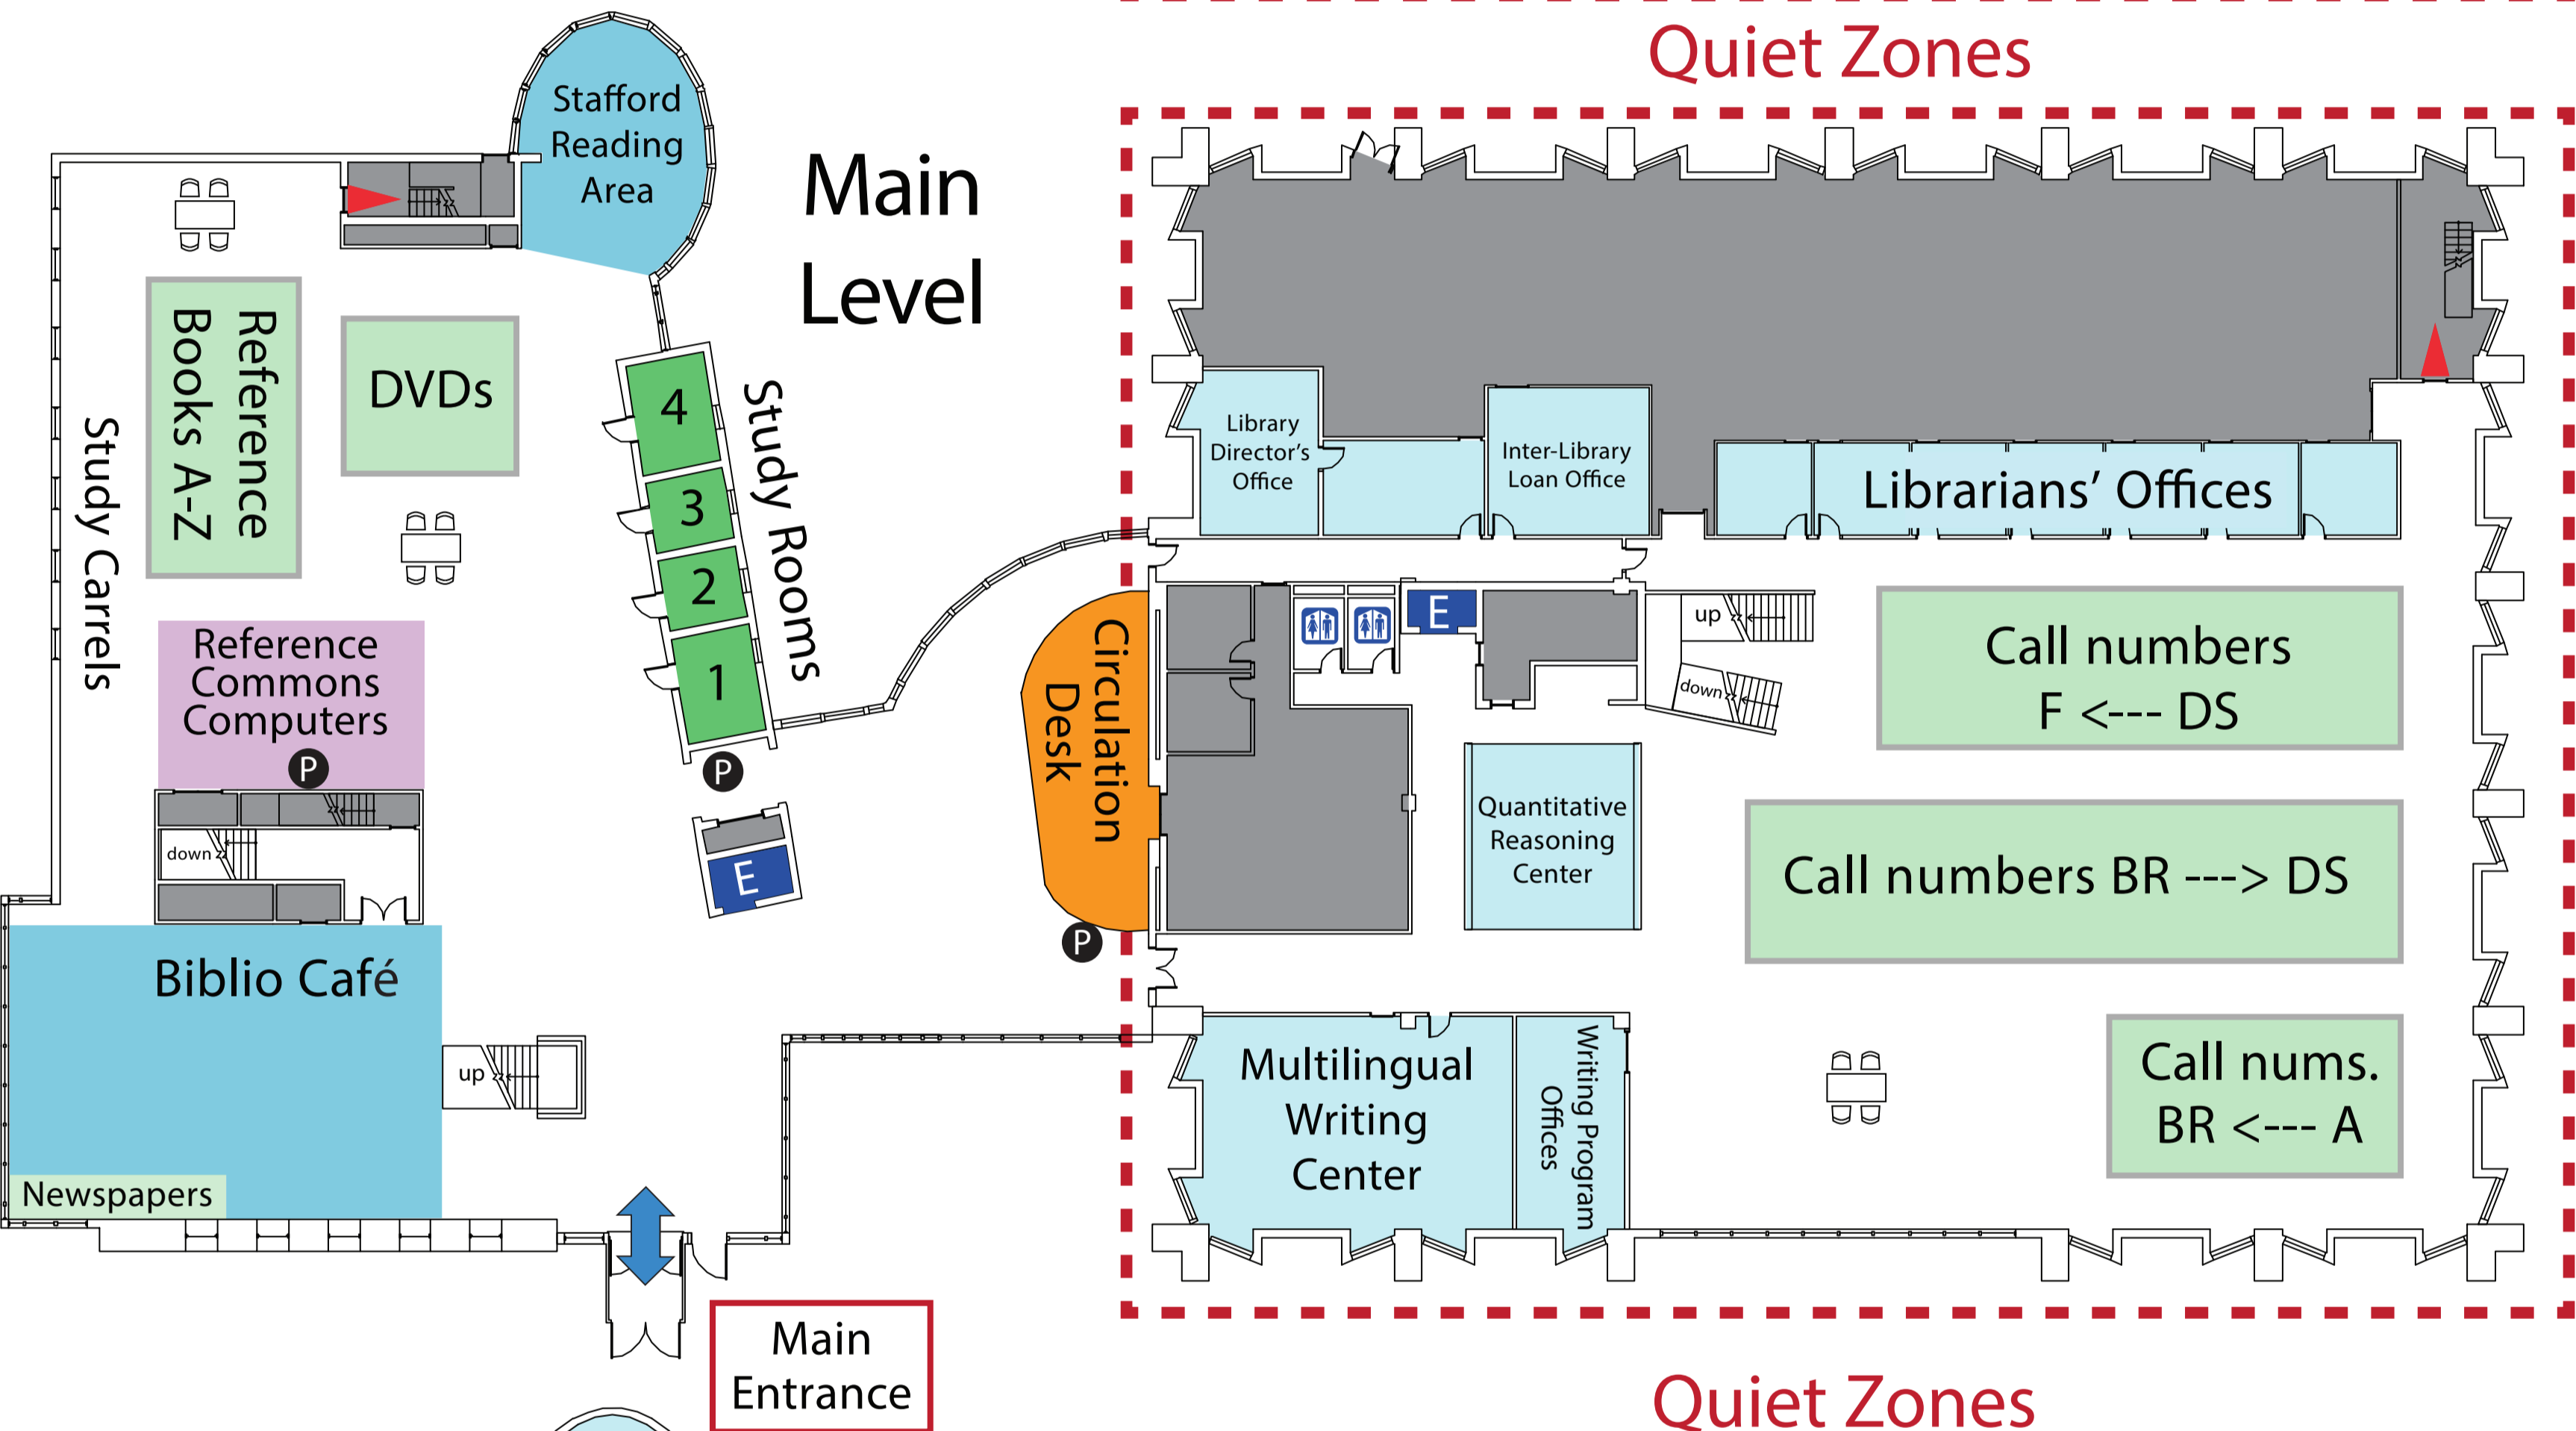 Quiet Zones
Stafford
Reading
Area
Main
Level
Reference
Books A-Z
DVDs
Study Carrels
4
3
2
1
Study Rooms
Reference
Commons
Computers
P
down
P
E
Biblio Café
up
Newspapers
Main
Entrance
Circulation
Desk
P
Library
Director's
Office
Inter-Library
Loan Office
Librarians' Offices
E
up
down
Call numbers
F <--- DS
Quantitative
Reasoning
Center
Call numbers BR ---> DS
Multilingual
Writing
Center
Writing Program
Offices
Call nums.
BR <--- A
Quiet Zones